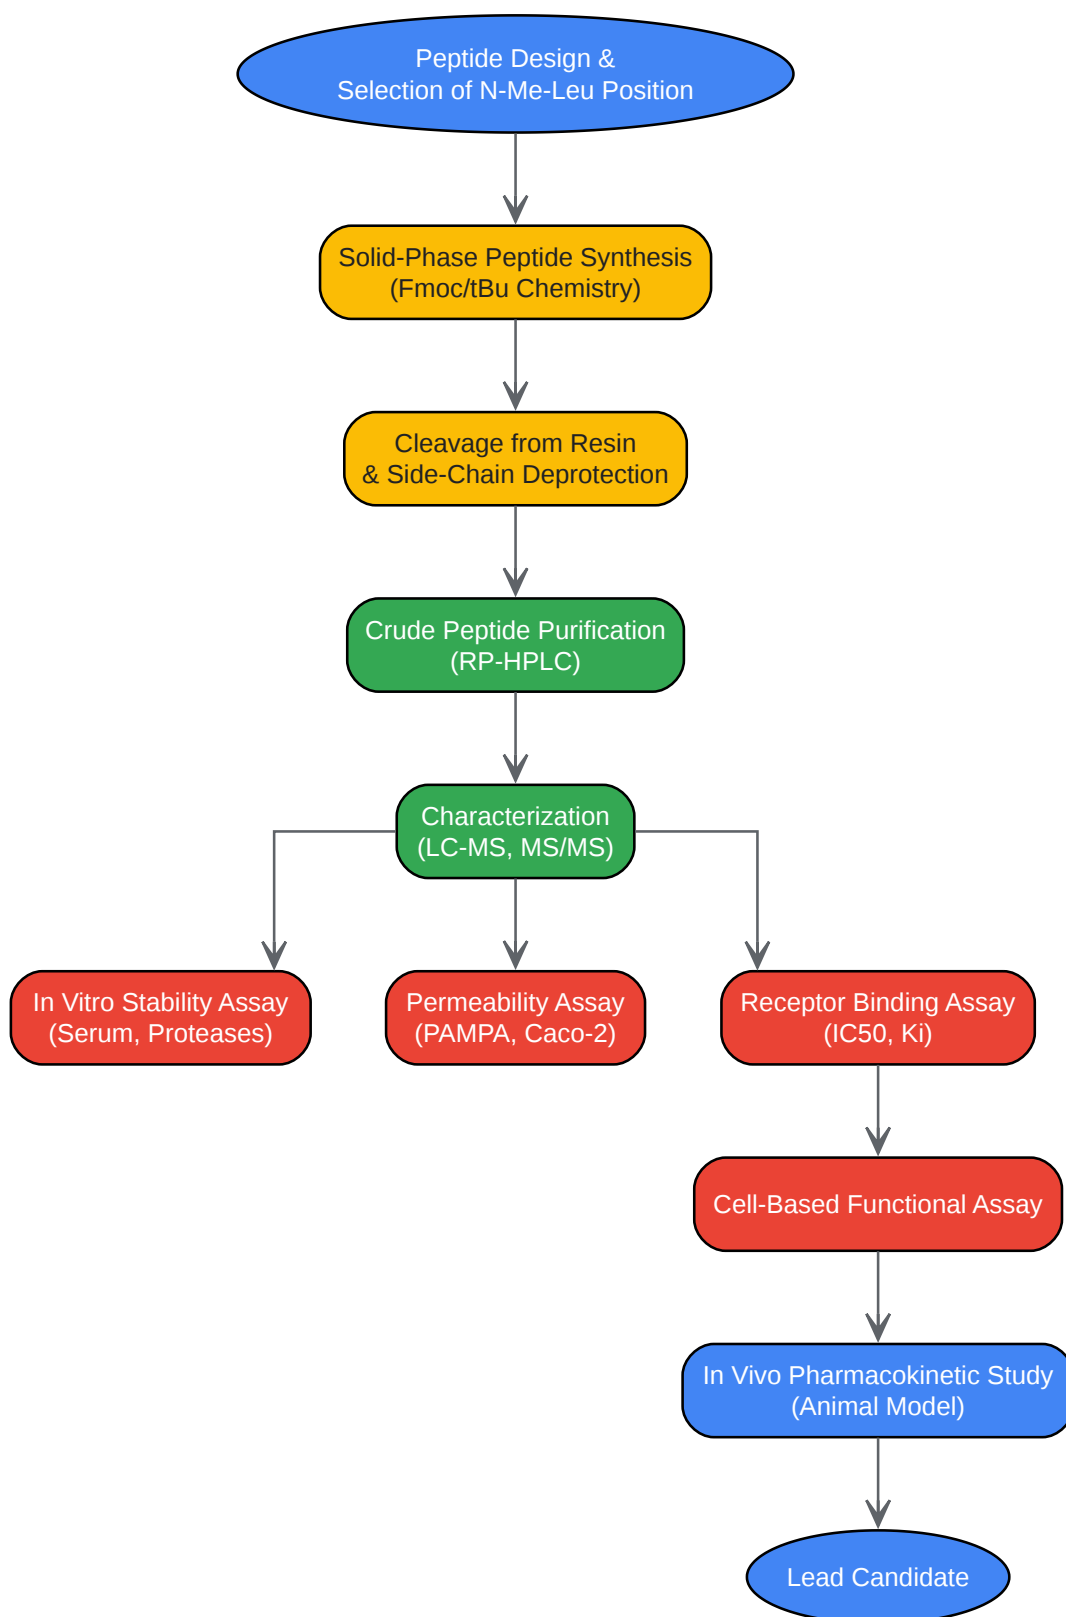 Peptide Design &
Selection of N-Me-Leu Position
Solid-Phase Peptide Synthesis
(Fmoc/tBu Chemistry)
Cleavage from Resin
& Side-Chain Deprotection
Crude Peptide Purification
(RP-HPLC)
Characterization
(LC-MS, MS/MS)
In Vitro Stability Assay
(Serum, Proteases)
Permeability Assay
(PAMPA, Caco-2)
Receptor Binding Assay
(IC50, Ki)
Cell-Based Functional Assay
In Vivo Pharmacokinetic Study
(Animal Model)
Lead Candidate